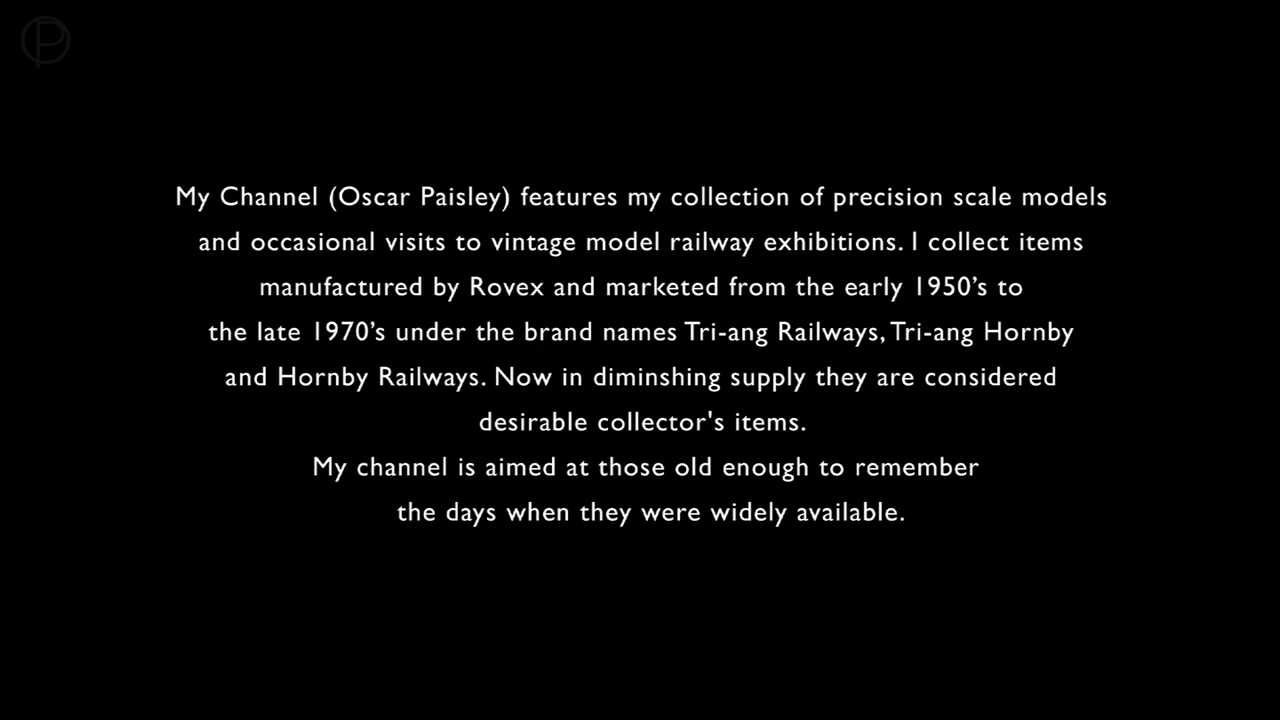 My Channel (Oscar Paisley) features my collection of precision scale models
and occasional visits to vintage model railway exhibitions. I collect items
manufactured by Rovex and marketed from the early 1950’s to
the late 1970’s under the brand names Tri-ang Railways, Tri-ang Hornby
and Hornby Railways. Now in diminshing supply they are considered
desirable collector's items.
My channel is aimed at those old enough to remember
the days when they were widely available.